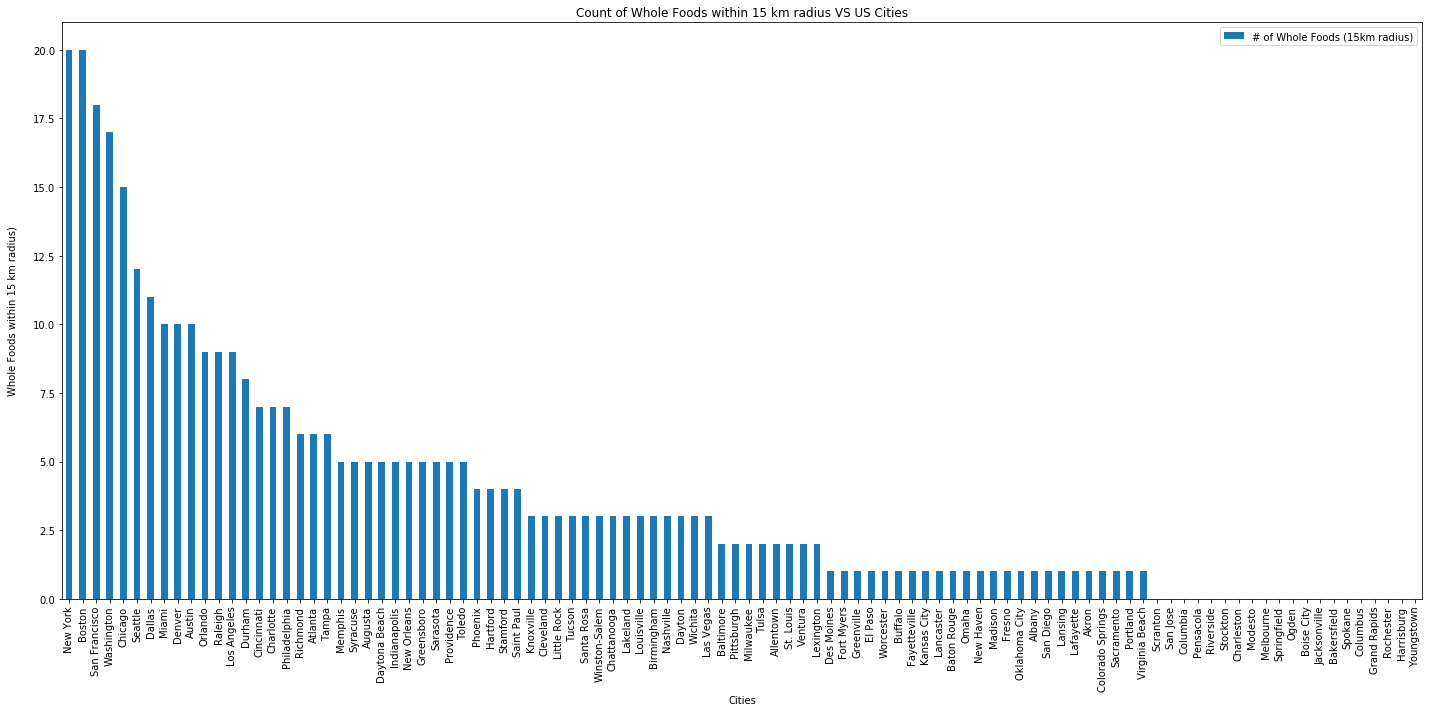 Count of Whole Foods within 15 km radius VS US Cities
# of Whole Foods (15km radius)
Whole Foods within 15 km radius)
20.0
17.5
15.0
12.5
10.0
7.5
5.0
2.5
0.0
New York
Boston
San Francisco
Washington
Chicago
Seattle
Dallas
Miami
Denver
Austin
Orlando
Raleigh
Los Angeles
Durham
Cincinnati
Charlotte
Philadelphia
Richmond
Atlanta
Tampa
Memphis
Syracuse
Augusta
Daytona Beach
Indianapolis
New Orleans
Greensboro
Sarasota
Providence
Toledo
Phoenix
Hartford
Stanford
Saint Paul
Knoxville
Cleveland
Little Rock
Tucson
Santa Rosa
Winston-Salem
Chattanooga
Lakeland
Louisville
Birmingham
Nashville
Dayton
Wichita
Las Vegas
Baltimore
Pittsburgh
Milwaukee
Tulsa
Allentown
St. Louis
Ventura
Lexington
Des Moines
Fort Myers
Greenville
El Paso
Worcester
Buffalo
Fayetteville
Kansas City
Lancaster
Baton Rouge
Omaha
New Haven
Madison
Fresno
Oklahoma City
Albany
San Diego
Lansing
Lafayette
Akron
Colorado Springs
Sacramento
Portland
Virginia Beach
Scranton
San Jose
Columbia
Pensacola
Riverside
Stockton
Charleston
Modesto
Melbourne
Springfield
Ogden
Boise City
Jacksonville
Bakersfield
Spokane
Columbus
Grand Rapids
Rochester
Harrisburg
Youngstown
Cities